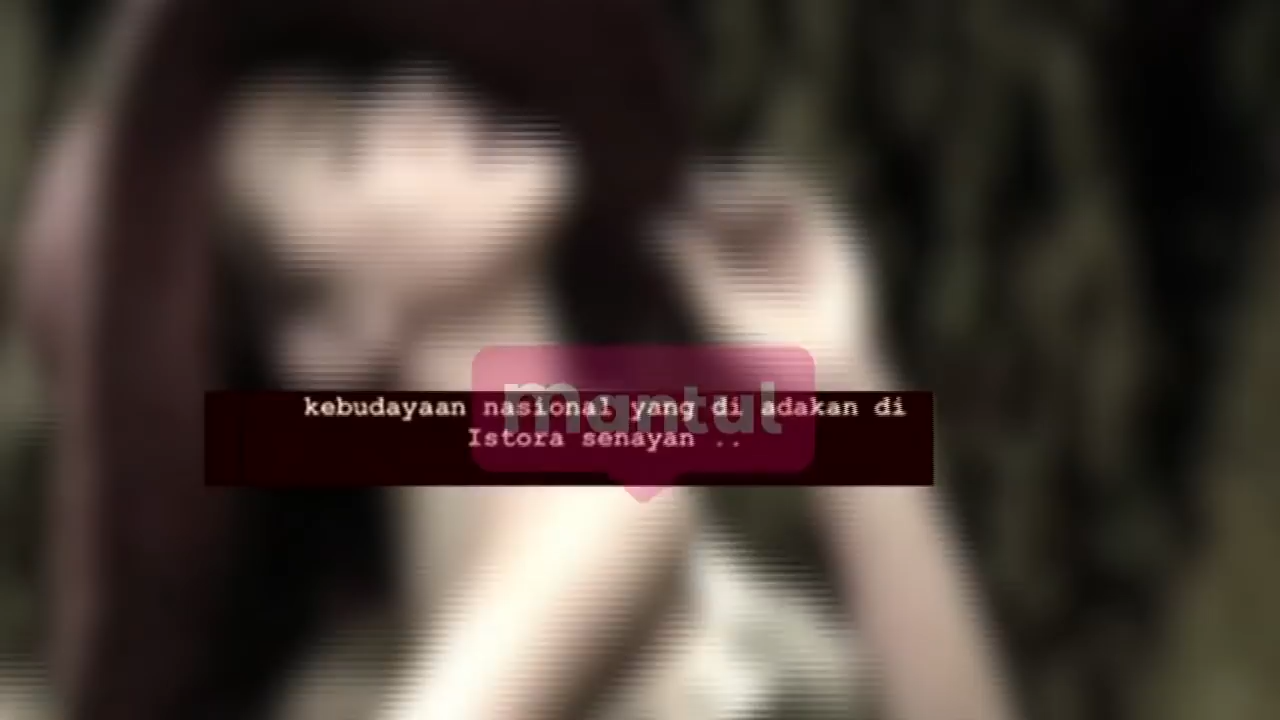 kebudayaan nasional yang di adakan di
Istora senayan ..
mantul